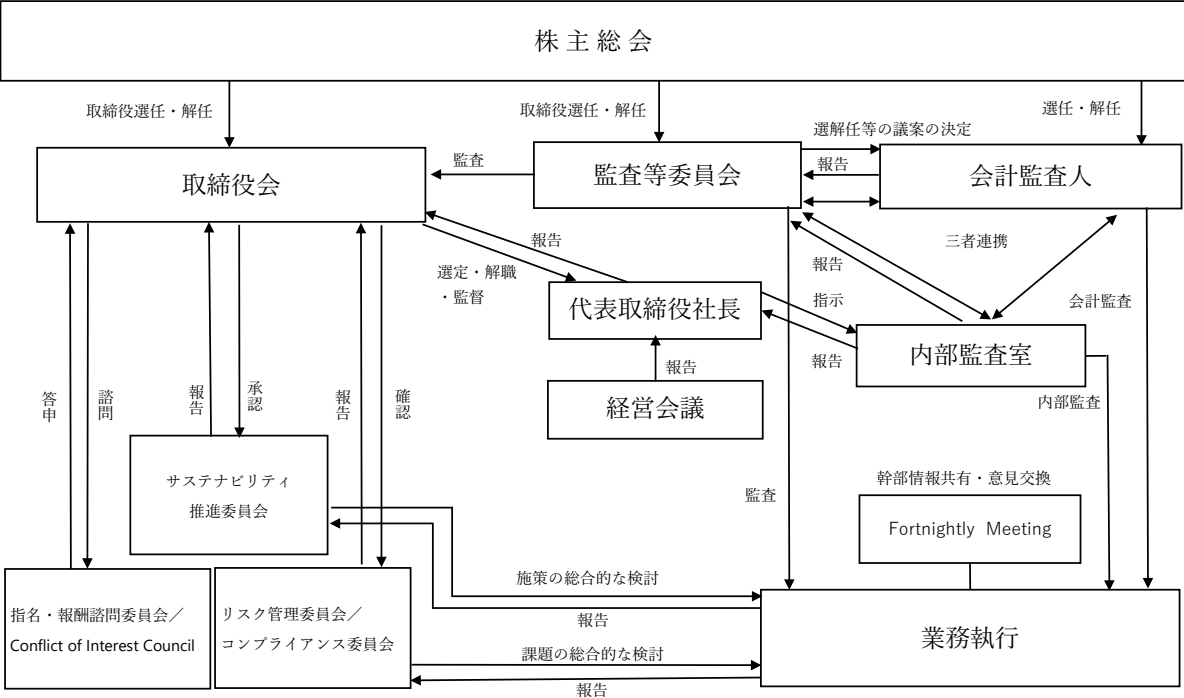 株主総会
取締役選任・解任
取締役選任・解任
選任・解任
選解任等の議案の決定
取締役会
監査
監査等委員会
報告
会計監査人
報告
選定・解職
・監督
報告
三者連携
代表取締役社長
指示
会計監査
報告
内部監査室
報告
経営会議
内部監査
答申
諮問
報告
承認
報告
確認
サステナビリティ
推進委員会
監査
幹部情報共有・意見交換
Fortnightly Meeting
施策の総合的な検討
報告
指名・報酬諮問委員会／
Conflict of Interest Council
リスク管理委員会／
コンプライアンス委員会
業務執行
課題の総合的な検討
報告